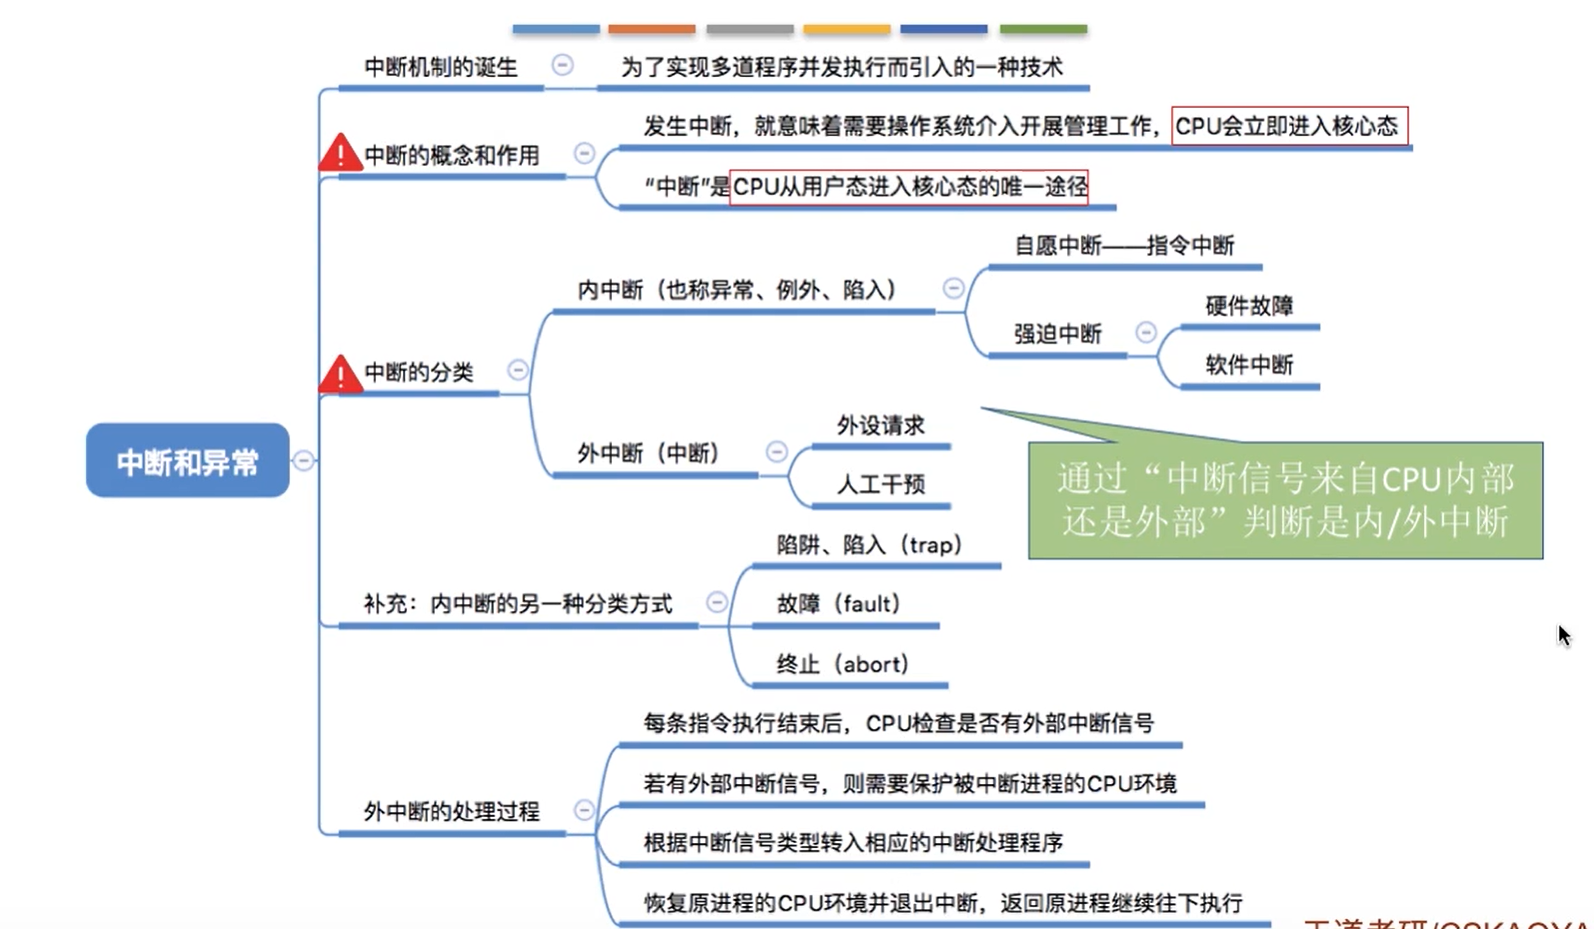 中断机制的诞生
为了实现多道程序并发执行而引入的一种技术
中断的概念和作用
发生中断，就意味着需要操作系统介入开展管理工作，CPU会立即进入核心态
“中断”是CPU从用户态进入核心态的唯一途径
中断的分类
内中断（也称异常、例外、陷入）
自愿中断——指令中断
强迫中断
硬件故障
软件中断
外中断（中断）
外设请求
人工干预
通过“中断信号来自CPU内部
还是外部”判断是内/外中断
中断和异常
补充：内中断的另一种分类方式
陷阱、陷入（trap）
故障（fault）
终止（abort）
外中断的处理过程
每条指令执行结束后，CPU检查是否有外部中断信号
若有外部中断信号，则需要保护被中断进程的CPU环境
根据中断信号类型转入相应的中断处理程序
恢复原进程的CPU环境并退出中断，返回原进程继续往下执行